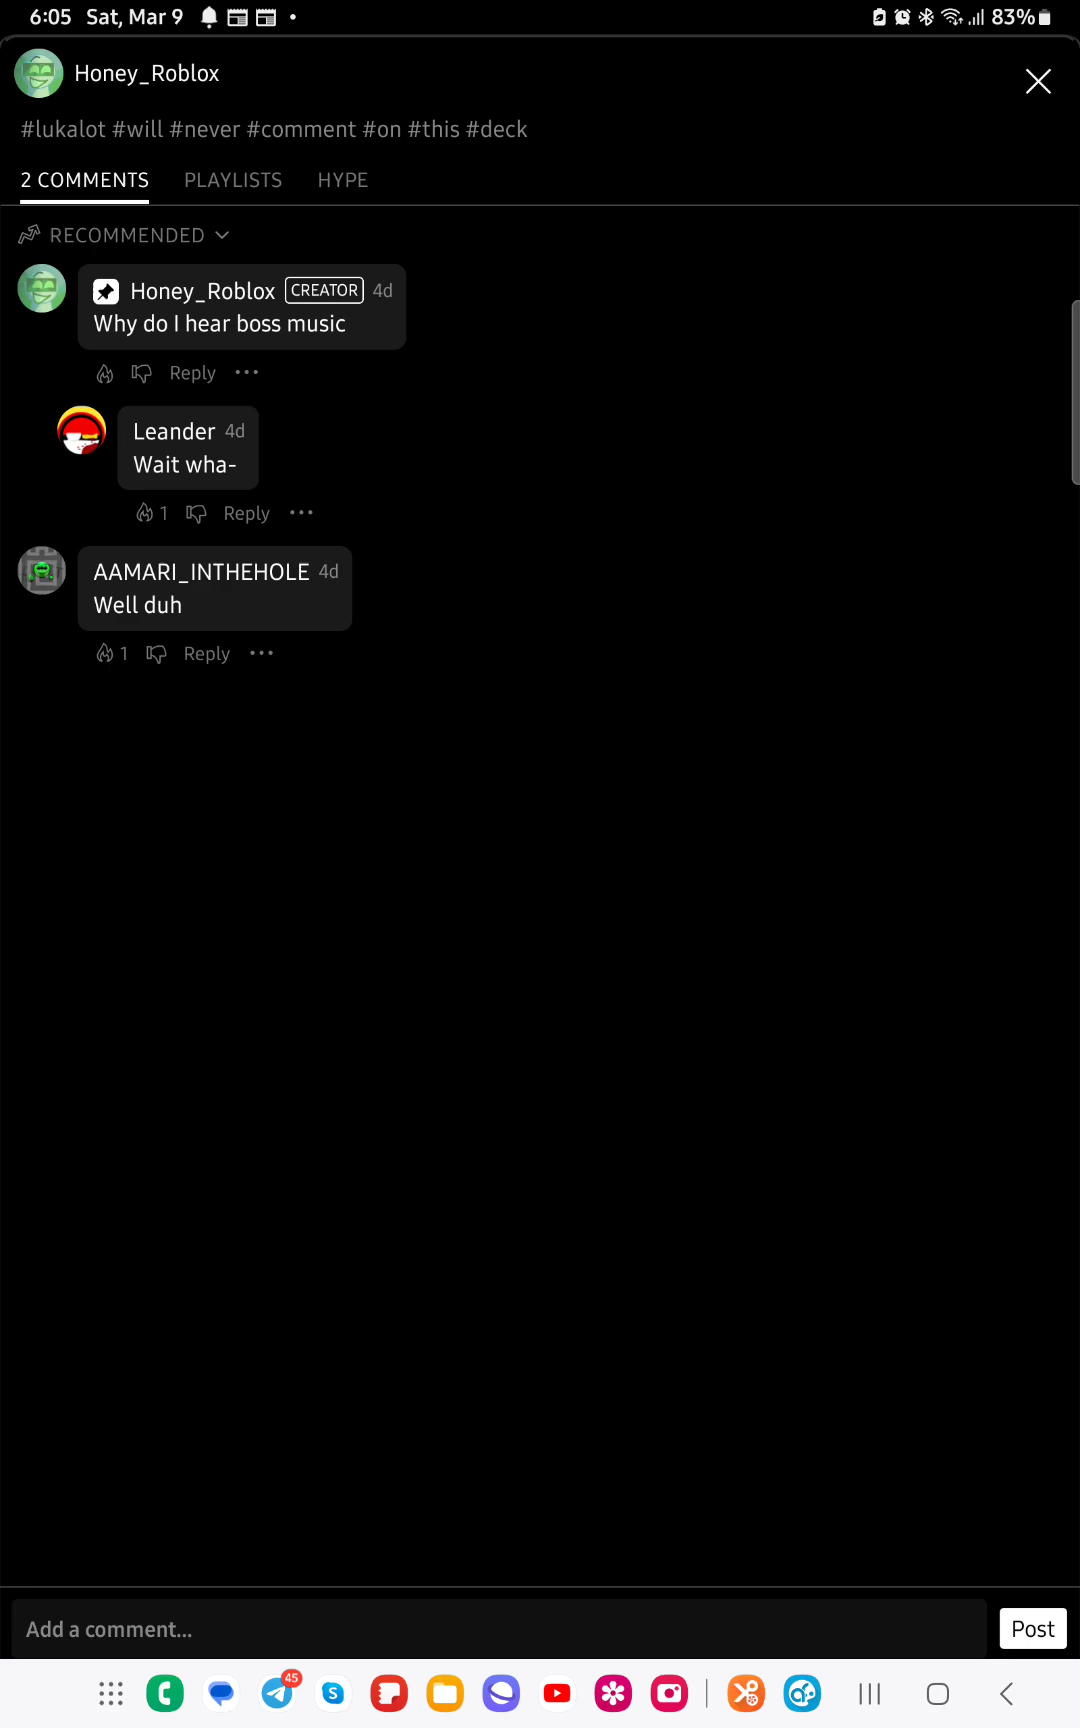 6:05 Sat, Mar 9
83%
Honey_Roblox
#lukalot #will #never #comment #on #this #deck
2 COMMENTS PLAYLISTS HYPE
RECOMMENDED
Honey_Roblox CREATOR 4d
Why do I hear boss music
Reply
Leander 4d
Wait wha-
1 Reply
AAMARI_INTHEHOLE 4d
Well duh
1 Reply
Add a comment...
Post
45
S